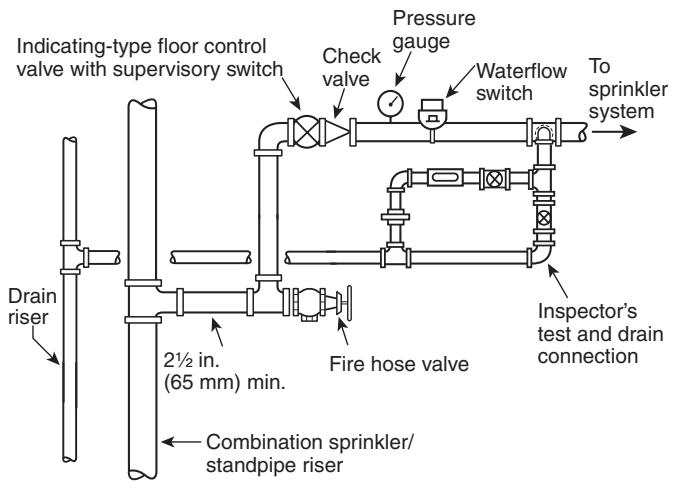 Pressure
gauge
Indicating-type floor control
valve with supervisory switch
Check
valve
Waterflow
switch
To
sprinkler
system
Drain
riser
2½ in.
(65 mm) min.
Fire hose valve
Inspector's
test and drain
connection
Combination sprinkler/
standpipe riser